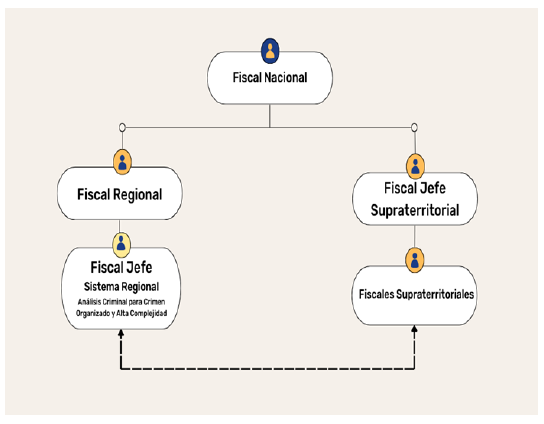 Fiscal Nacional
Fiscal Regional
Fiscal Jefe
Supraterritorial
Fiscal Jefe
Sistema Regional
Análisis Criminal para Crimen
Organizado y Alta Complejidad
Fiscales Supraterritoriales